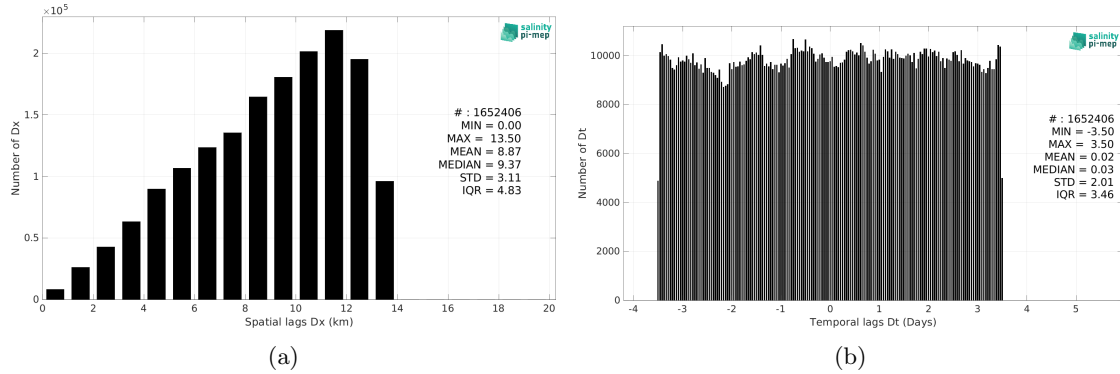 ×10⁵
2
1.5
1
0.5
0
Number of Dx
salinity
pi-mep
# : 1652406
MIN = 0.00
MAX = 13.50
MEAN = 8.87
MEDIAN = 9.37
STD = 3.11
IQR = 4.83
0 2 4 6 8 10 12 14 16 18 20
Spatial lags Dx (km)
(a)
10000
8000
6000
4000
2000
0
Number of Dt
salinity
pi-mep
# : 1652406
MIN = -3.50
MAX = 3.50
MEAN = 0.02
MEDIAN = 0.03
STD = 2.01
IQR = 3.46
-4 -3 -2 -1 0 1 2 3 4 5
Temporal lags Dt (Days)
(b)